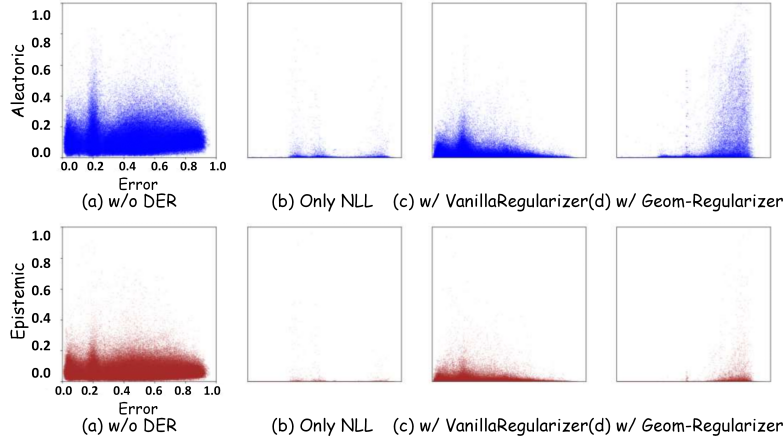 1.0
0.8
0.6
0.4
0.2
0.0
Aleatoric
0.0 0.2 0.4 0.6 0.8 1.0
Error
(a) w/o DER (b) Only NLL (c) w/ VanillaRegularizer (d) w/ Geom-Regularizer
1.0
0.8
0.6
0.4
0.2
0.0
Epistemic
0.0 0.2 0.4 0.6 0.8 1.0
Error
(a) w/o DER (b) Only NLL (c) w/ VanillaRegularizer (d) w/ Geom-Regularizer